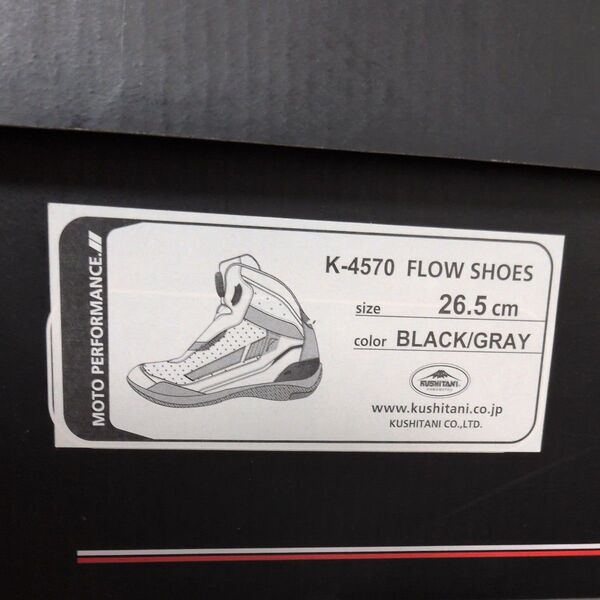 MOTO PERFORMANCE.
K-4570 FLOW SHOES
size 26.5 cm
color BLACK/GRAY
KUSHITANI
www.kushitani.co.jp
KUSHITANI CO.,LTD.